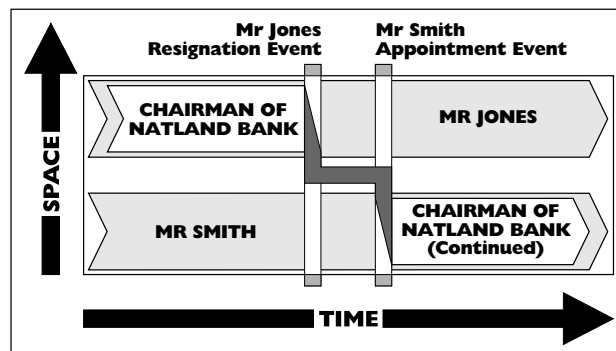 Mr Jones
Resignation Event
Mr Smith
Appointment Event
SPACE
CHAIRMAN OF
NATLAND BANK
MR JONES
MR SMITH
CHAIRMAN OF
NATLAND BANK
(Continued)
TIME